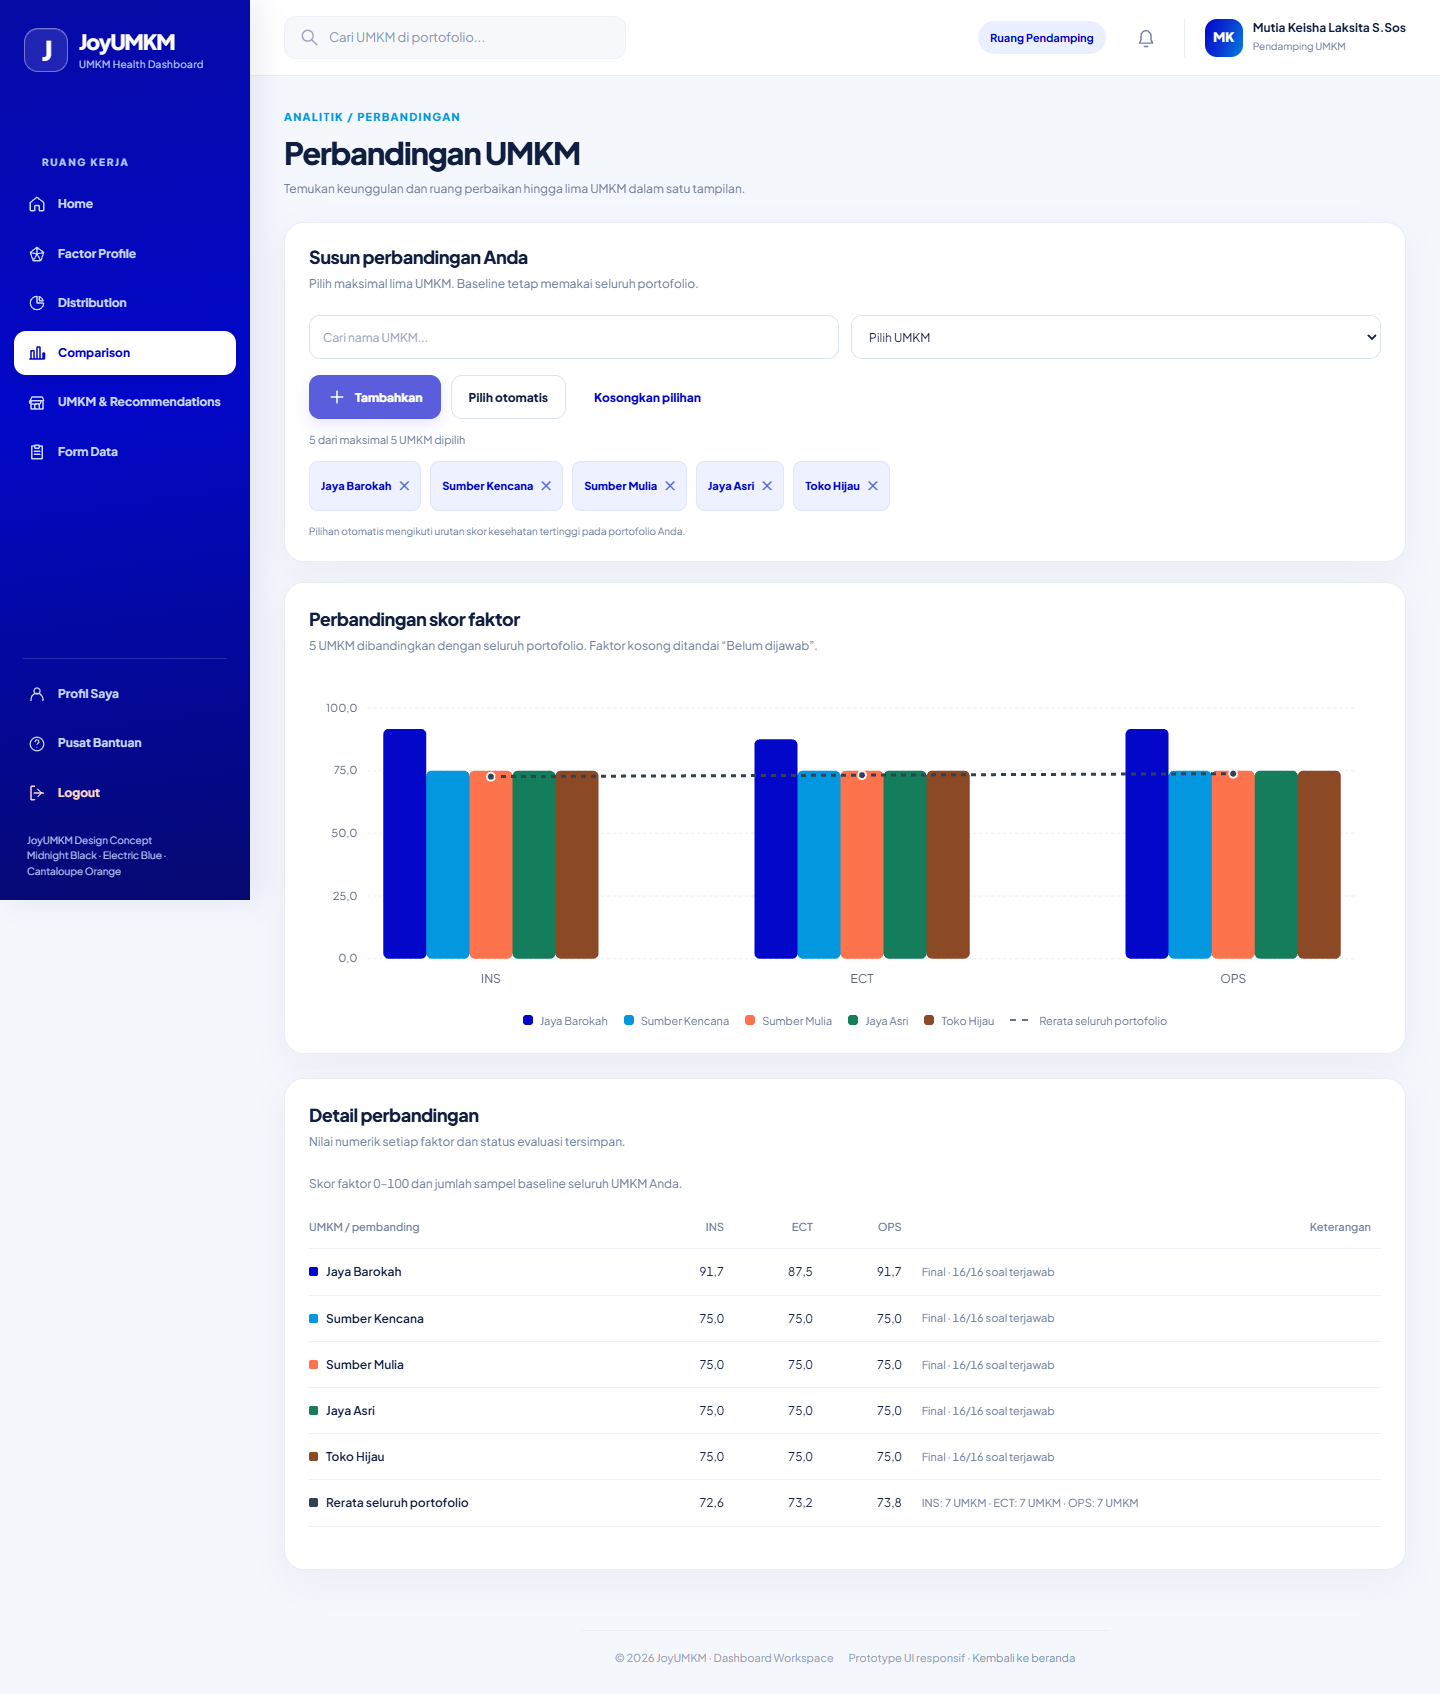 J
JoyUMKM
UMKM Health Dashboard
RUANG KERJA
Home
Factor Profile
Distribution
Comparison
UMKM & Recommendations
Form Data
Profil Saya
Pusat Bantuan
Logout
JoyUMKM Design Concept
Midnight Black · Electric Blue ·
Cantaloupe Orange
Cari UMKM di portofolio...
Ruang Pendamping
MK
Mutia Keisha Laksita S.Sos
Pendamping UMKM
ANALITIK / PERBANDINGAN
Perbandingan UMKM
Temukan keunggulan dan ruang perbaikan hingga lima UMKM dalam satu tampilan.
Susun perbandingan Anda
Pilih maksimal lima UMKM. Baseline tetap memakai seluruh portofolio.
Cari nama UMKM...
Pilih UMKM
Tambahkan
Pilih otomatis
Kosongkan pilihan
5 dari maksimal 5 UMKM dipilih
Jaya Barokah
Sumber Kencana
Sumber Mulia
Jaya Asri
Toko Hijau
Pilihan otomatis mengikuti urutan skor kesehatan tertinggi pada portofolio Anda.
Perbandingan skor faktor
5 UMKM dibandingkan dengan seluruh portofolio. Faktor kosong ditandai “Belum dijawab”.
100,0
75,0
50,0
25,0
0,0
INS ECT OPS
Jaya Barokah Sumber Kencana Sumber Mulia Jaya Asri Toko Hijau Rerata seluruh portofolio
Detail perbandingan
Nilai numerik setiap faktor dan status evaluasi tersimpan.
Skor faktor 0–100 dan jumlah sampel baseline seluruh UMKM Anda.
UMKM / pembanding INS ECT OPS Keterangan
Jaya Barokah 91,7 87,5 91,7 Final · 16/16 soal terjawab
Sumber Kencana 75,0 75,0 75,0 Final · 16/16 soal terjawab
Sumber Mulia 75,0 75,0 75,0 Final · 16/16 soal terjawab
Jaya Asri 75,0 75,0 75,0 Final · 16/16 soal terjawab
Toko Hijau 75,0 75,0 75,0 Final · 16/16 soal terjawab
Rerata seluruh portofolio 72,6 73,2 73,8 INS: 7 UMKM · ECT: 7 UMKM · OPS: 7 UMKM
© 2026 JoyUMKM · Dashboard Workspace Prototype UI responsif · Kembali ke beranda